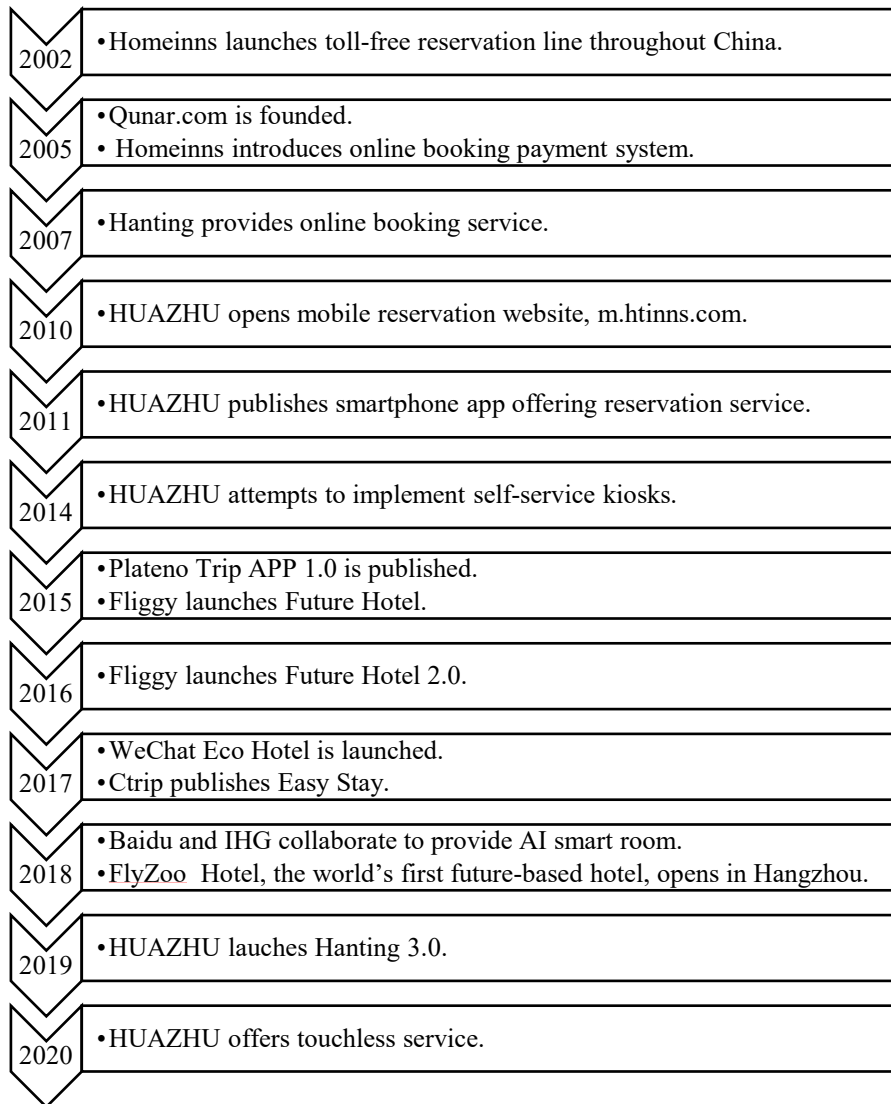 2002
•Homeinns launches toll-free reservation line throughout China.
2005
•Qunar.com is founded.
• Homeinns introduces online booking payment system.
2007
•Hanting provides online booking service.
2010
•HUAZHU opens mobile reservation website, m.htinns.com.
2011
•HUAZHU publishes smartphone app offering reservation service.
2014
•HUAZHU attempts to implement self-service kiosks.
2015
•Plateno Trip APP 1.0 is published.
•Fliggy launches Future Hotel.
2016
•Fliggy launches Future Hotel 2.0.
2017
•WeChat Eco Hotel is launched.
•Ctrip publishes Easy Stay.
2018
•Baidu and IHG collaborate to provide AI smart room.
•FlyZoo Hotel, the world’s first future-based hotel, opens in Hangzhou.
2019
•HUAZHU lauches Hanting 3.0.
2020
•HUAZHU offers touchless service.